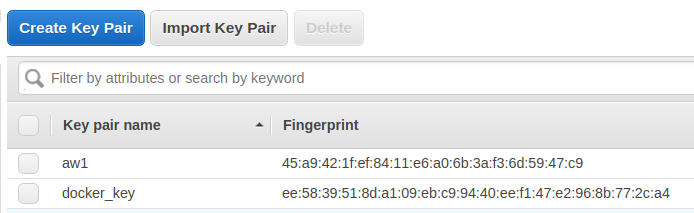 Create Key Pair Import Key Pair Delete
Filter by attributes or search by keyword
Key pair name Fingerprint
aw1 45:a9:42:1f:ef:84:11:e6:a0:6b:3a:f3:6d:59:47:c9
docker_key ee:58:39:51:8d:a1:09:eb:c9:94:40:ee:f1:47:e2:96:8b:77:2c:a4